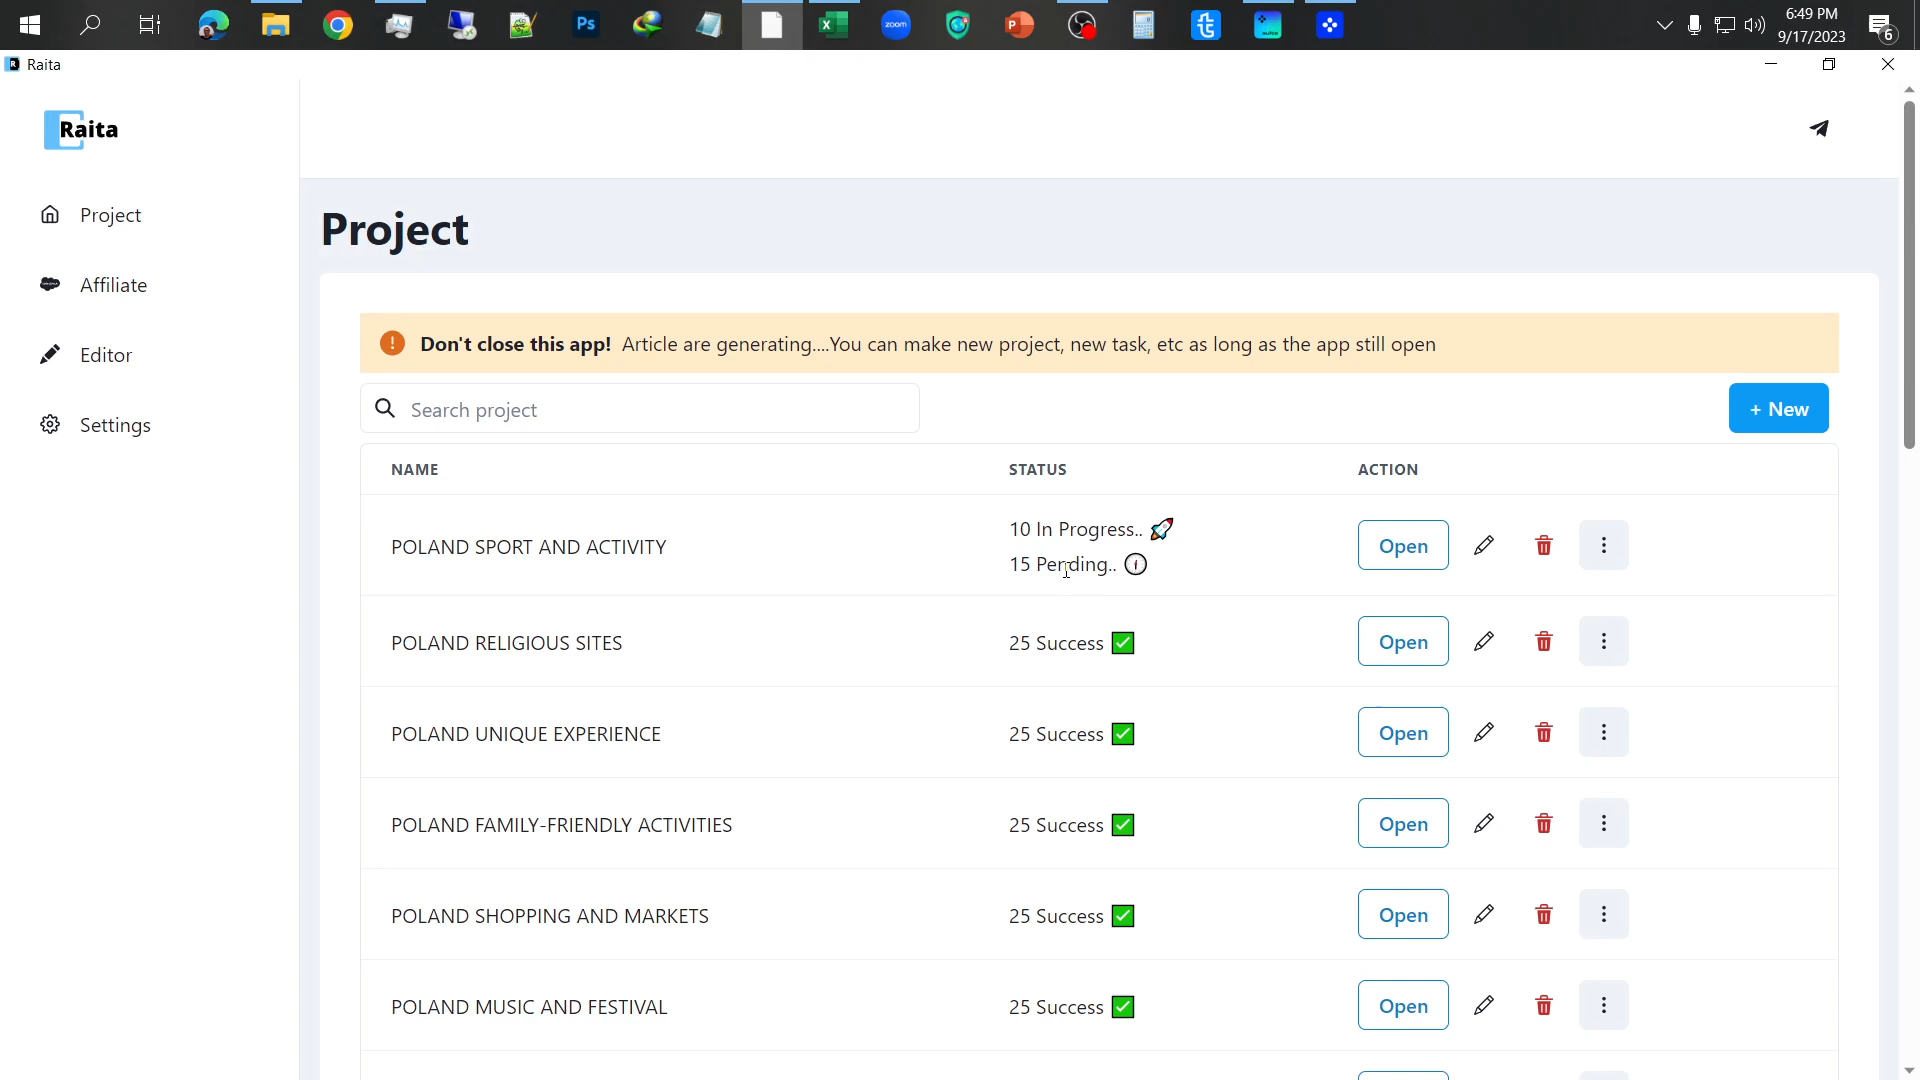 6:49 PM
9/17/2023
6
Ps
zoom
Raita
Raita
Project
Affiliate
Editor
Settings
Project
Don't close this app! Article are generating....You can make new project, new task, etc as long as the app still open
Search project
+ New
NAME STATUS ACTION
POLAND SPORT AND ACTIVITY 10 In Progress.. 🚀 Open
15 Pending..
POLAND RELIGIOUS SITES 25 Success ✅ Open
POLAND UNIQUE EXPERIENCE 25 Success ✅ Open
POLAND FAMILY-FRIENDLY ACTIVITIES 25 Success ✅ Open
POLAND SHOPPING AND MARKETS 25 Success ✅ Open
POLAND MUSIC AND FESTIVAL 25 Success ✅ Open